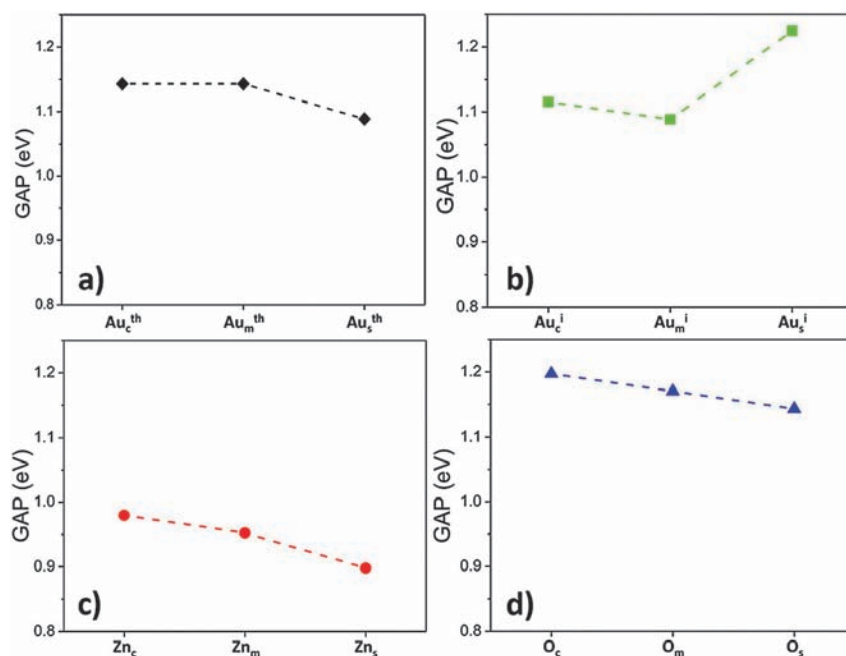 1.2
1.1
1.0
0.9
0.8
GAP (eV)
a)
Au_c^th Au_m^th Au_s^th
1.2
1.1
1.0
0.9
0.8
GAP (eV)
b)
Au_c^i Au_m^i Au_s^i
1.2
1.1
1.0
0.9
0.8
GAP (eV)
c)
Zn_c Zn_m Zn_s
1.2
1.1
1.0
0.9
0.8
GAP (eV)
d)
O_c O_m O_s